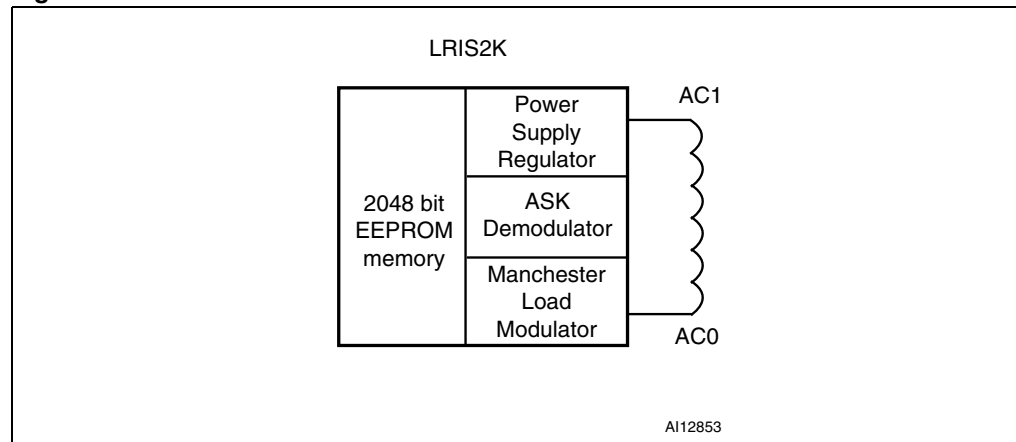 LRIS2K
2048 bit
EEPROM
memory
Power
Supply
Regulator
ASK
Demodulator
Manchester
Load
Modulator
AC1
AC0
AI12853